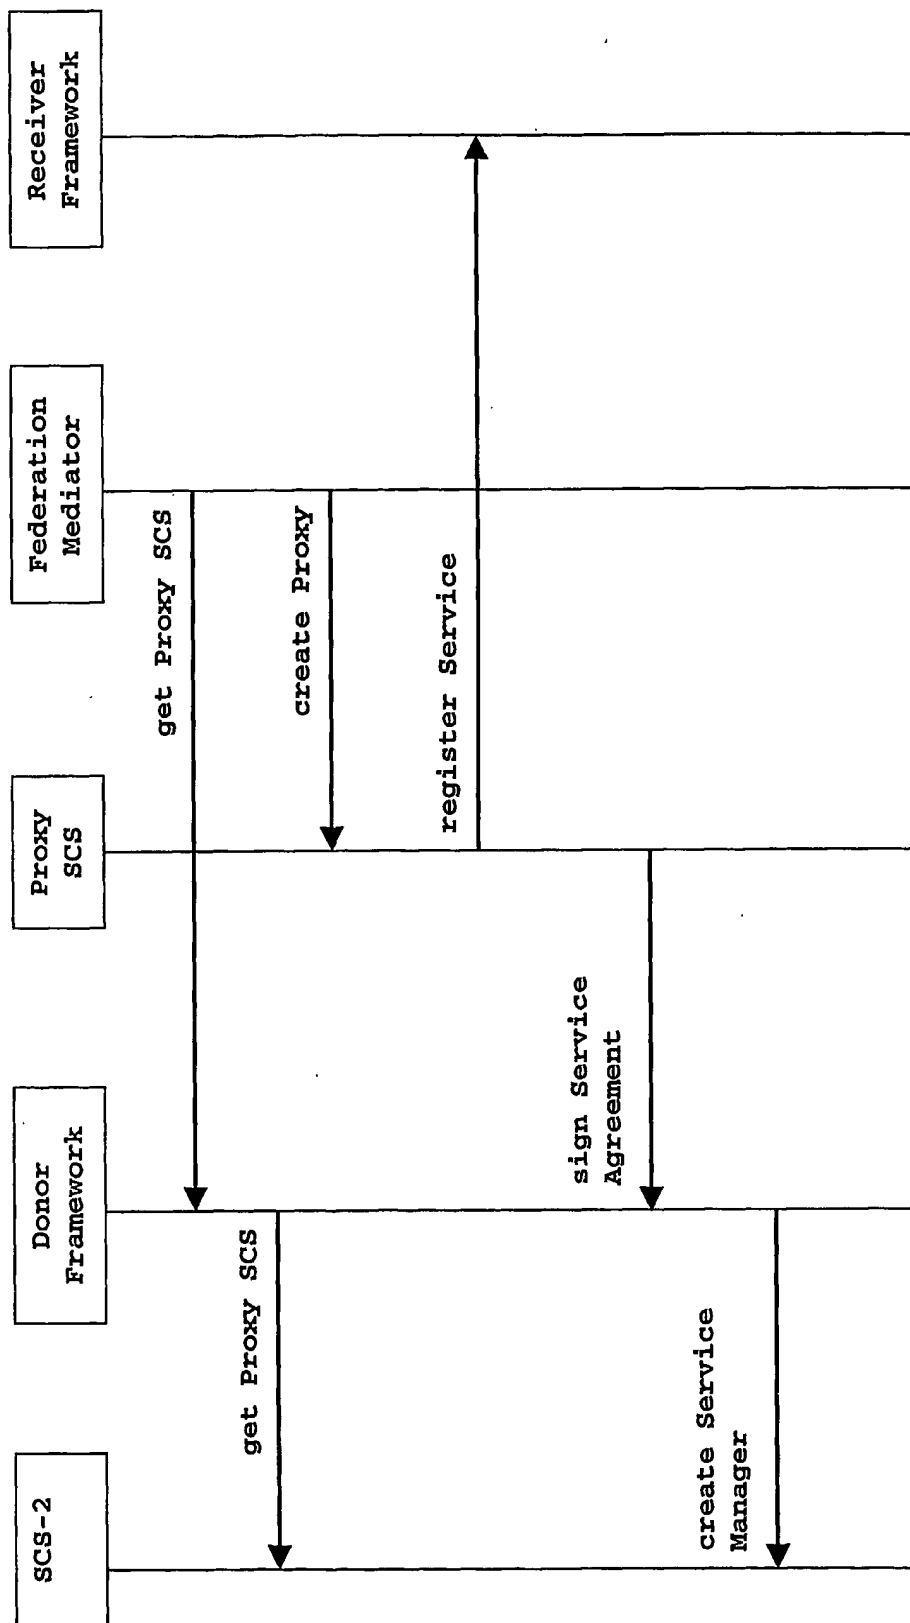 SCS-2
Donor
Framework
Proxy
SCS
Federation
Mediator
Receiver
Framework
get Proxy SCS
get Proxy SCS
create Proxy
register Service
sign Service
Agreement
create Service
Manager